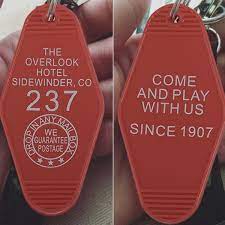 THE
OVERLOOK
HOTEL
SIDEWINDER, CO
237
DROP IN ANY MAIL BOX
WE
GUARANTEE
POSTAGE
COME
AND PLAY
WITH US
SINCE 1907